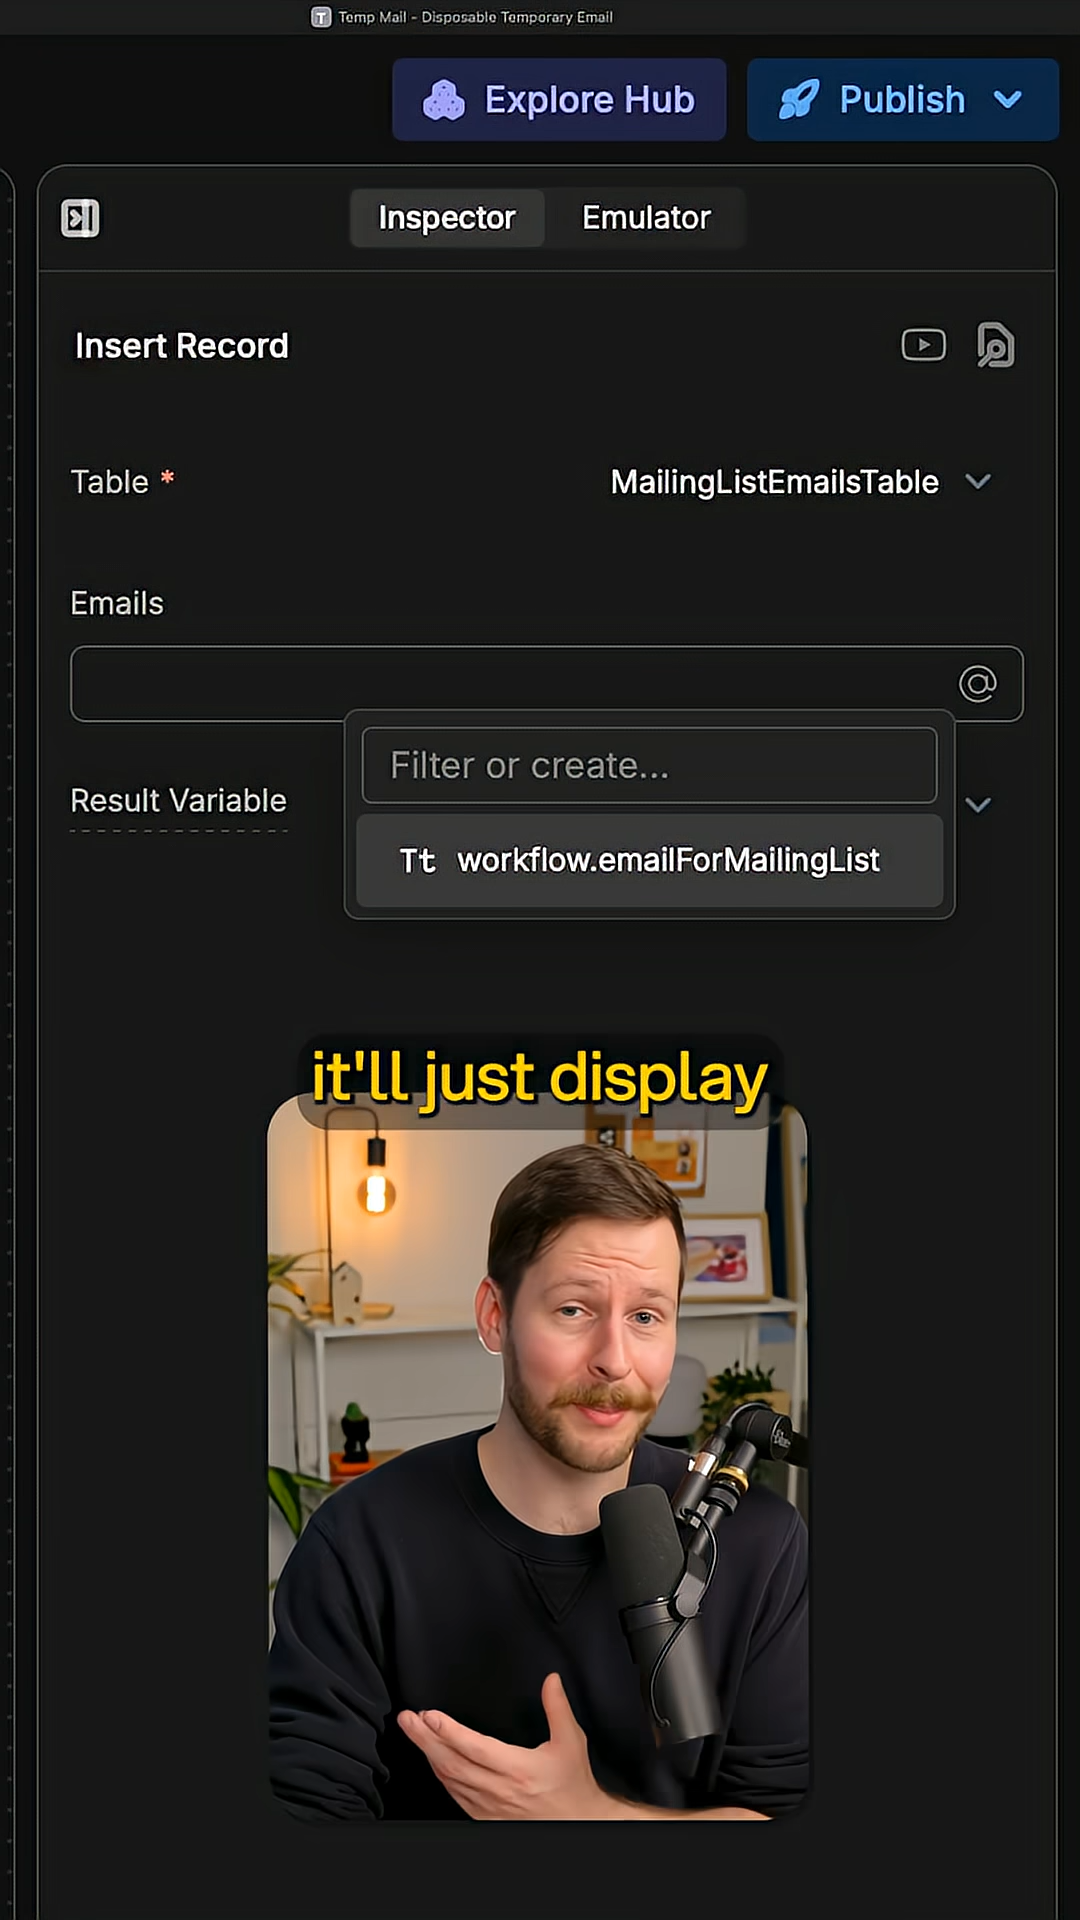 T Temp Mail - Disposable Temporary Email
Explore Hub
Publish
Inspector
Emulator
Insert Record
Table *
MailingListEmailsTable
Emails
@
Filter or create...
Result Variable
Tt workflow.emailForMailingList
it'll just display